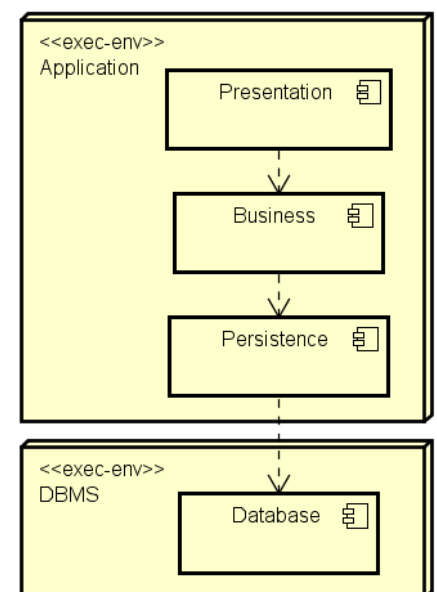 <<exec-env>>
Application
Presentation
Business
Persistence
<<exec-env>>
DBMS
Database